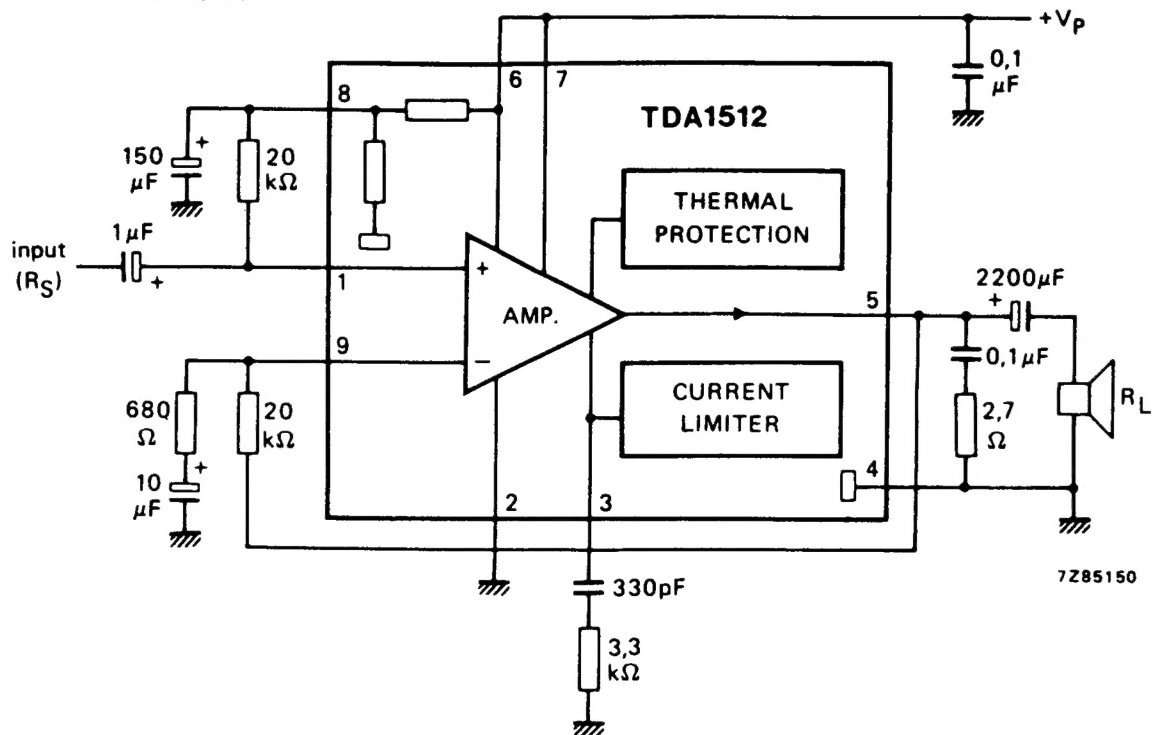 +VP
0,1
µF
6
7
8
TDA1512
150
µF
20
kΩ
THERMAL
PROTECTION
1µF
input
(RS)
+
+
1
+
AMP.
−
5
2200µF
+
0,1µF
9
CURRENT
LIMITER
RL
680
Ω
20
kΩ
2,7
Ω
+
10
µF
4
2
3
7Z85150
330pF
3,3
kΩ